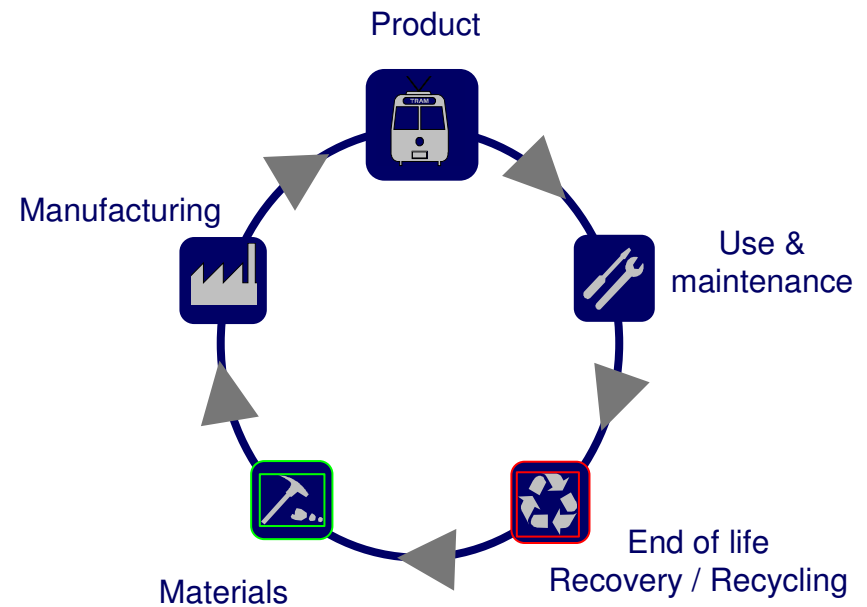 Product
TRAM
Manufacturing
Use &
maintenance
End of life
Recovery / Recycling
Materials